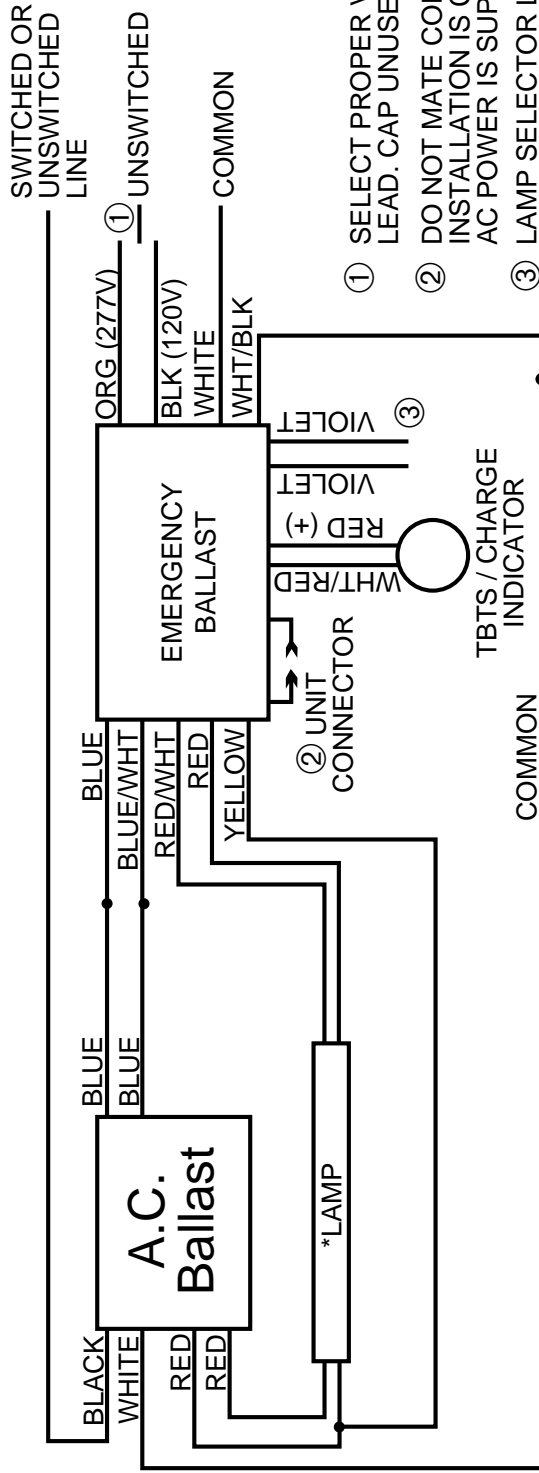 SWITCHED OR
UNSWITCHED
LINE
① UNSWITCHED
COMMON
ORG (277V)
BLK (120V)
WHITE
WHT/BLK
EMERGENCY
BALLAST
BLUE
BLUE/WHT
RED/WHT
RED
YELLOW
VIOLET
VIOLET
③
RED (+)
WHT/RED
② UNIT
CONNECTOR
TBTS / CHARGE
INDICATOR
COMMON
BLUE
BLUE
A.C.
Ballast
BLACK
WHITE
RED
RED
*LAMP
① SELECT PROPER
LEAD. CAP
② DO NOT MATE
INSTALLATION IS
AC POWER IS
③ LAMP SELECTOR